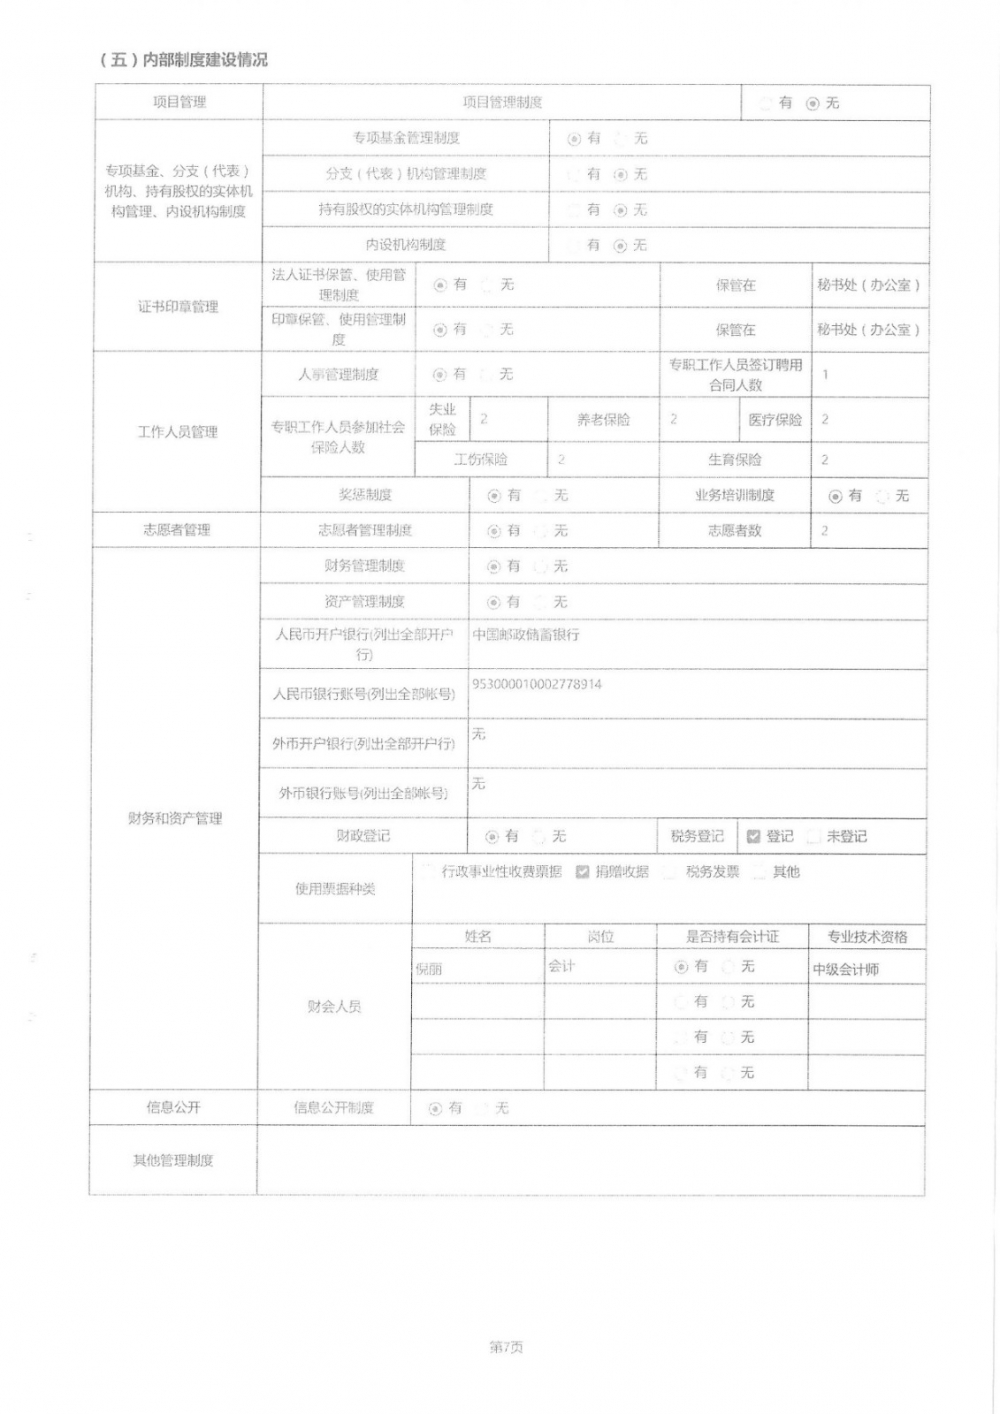 （五）内部制度建设情况
项目管理 项目管理制度 有 无
专项基金、分支（代表）
机构、持有股权的实体机
构管理、内设机构制度
专项基金管理制度 有 无
分支（代表）机构管理制度 有 无
持有股权的实体机构管理制度 有 无
内设机构制度 有 无
证书印章管理
法人证书保管、使用管
理制度
有 无 保管在 秘书处（办公室）
印章保管、使用管理制
度
有 无 保管在 秘书处（办公室）
工作人员管理
人事管理制度 有 无
专职工作人员签订聘用
合同人数
1
专职工作人员参加社会
保险人数
失业
保险
2 养老保险 2 医疗保险 2
工伤保险 2 生育保险 2
奖惩制度 有 无 业务培训制度 有 无
志愿者管理 志愿者管理制度 有 无 志愿者数 2
财务和资产管理
财务管理制度 有 无
资产管理制度 有 无
人民币开户银行(列出全部开户
行)
中国邮政储蓄银行
人民币银行账号(列出全部帐号) 953000010002778914
外币开户银行(列出全部开户行) 无
外币银行账号(列出全部帐号) 无
财政登记 有 无 税务登记 登记 未登记
使用票据种类 行政事业性收费票据 捐赠收据 税务发票 其他
财会人员
姓名 岗位 是否持有会计证 专业技术资格
倪丽 会计 有 无 中级会计师
有 无
有 无
有 无
信息公开 信息公开制度 有 无
其他管理制度
第7页